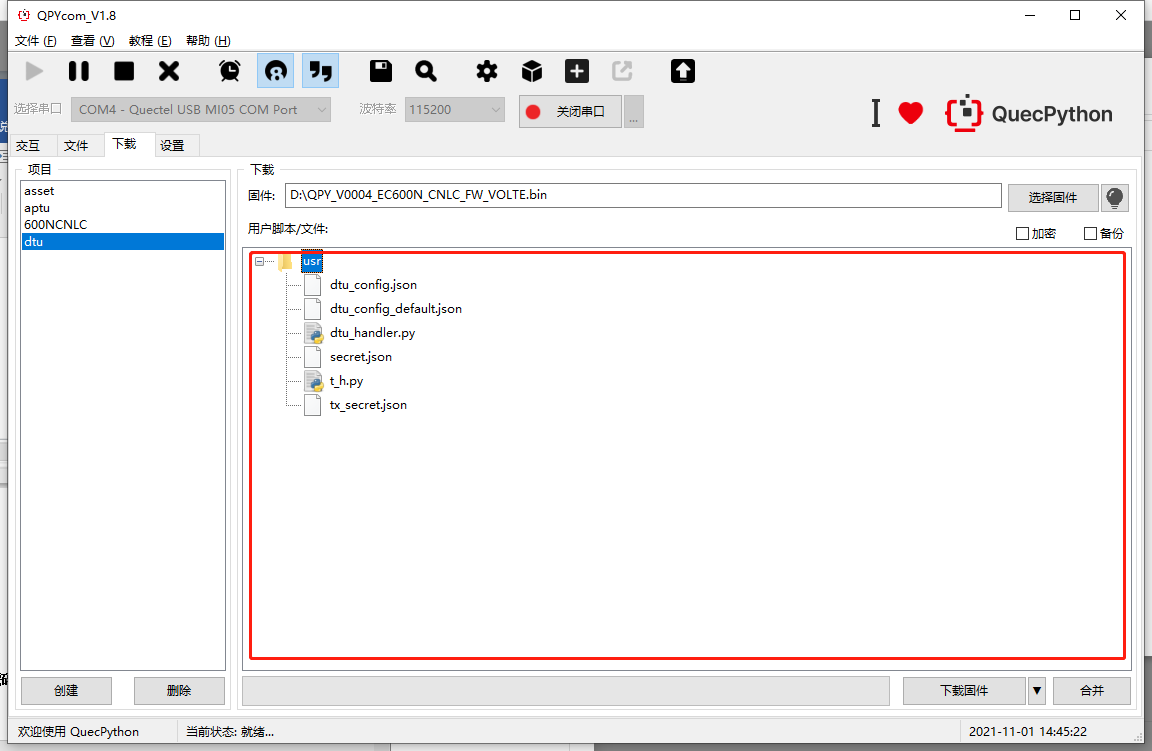 QPYcom_V1.8
文件 (F) 查看 (V) 教程 (E) 帮助 (H)
选择串口 COM4 - Quectel USB MI05 COM Port 波特率 115200 关闭串口 ... I QuecPython
交互 文件 下载 设置
项目
asset
aptu
600NCNLC
dtu
下载
固件: D:\QPY_V0004_EC600N_CNLC_FW_VOLTE.bin 选择固件
用户脚本/文件: 加密 备份
usr
dtu_config.json
dtu_config_default.json
dtu_handler.py
secret.json
t_h.py
tx_secret.json
创建 删除 下载固件 合并
欢迎使用 QuecPython 当前状态: 就绪... 2021-11-01 14:45:22